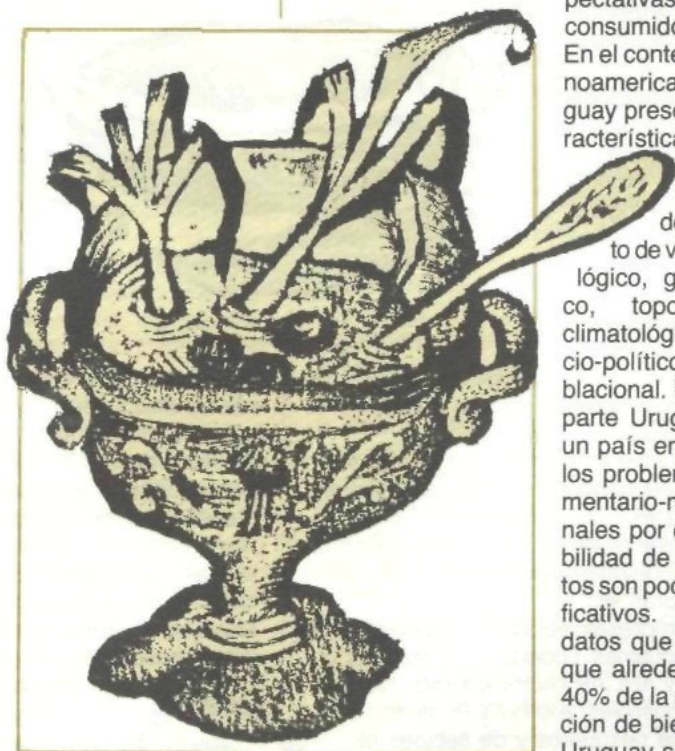 pectativas
consumido
En el conte
noamerica
guay prese
racterística
de
to de v
lógico, g
co, topo
climatológ
cio-político
blacional.
parte Urug
un país en
los problem
mentario-n
nales por
bilidad de
tos son poc
ficativos.
datos que
que alrede
40% de la
ción de bie